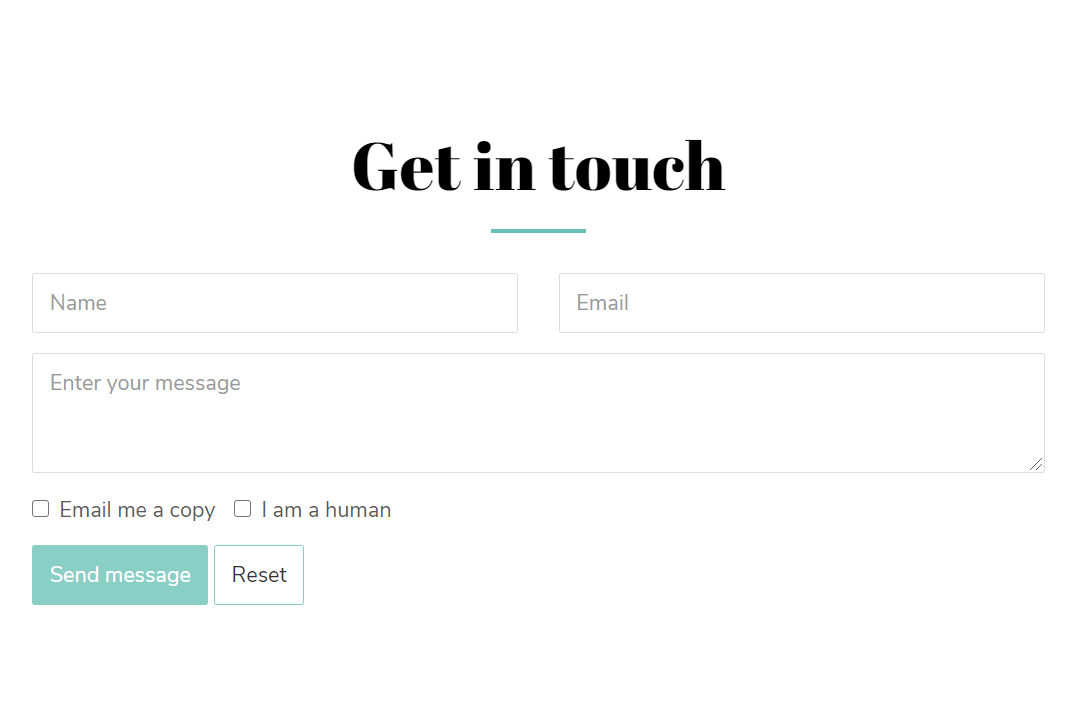 Get in touch
Name Email
Enter your message
Email me a copy I am a human
Send message Reset